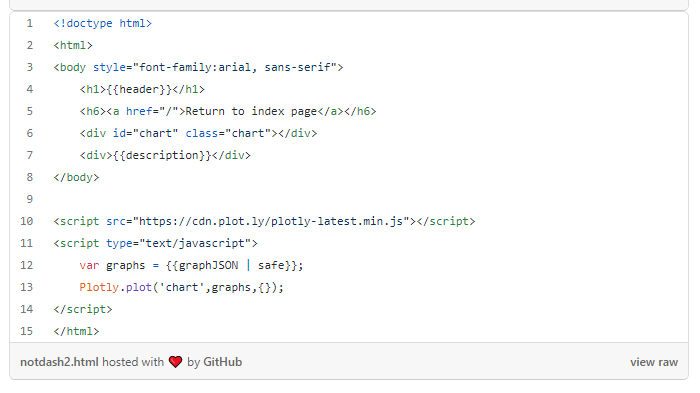 1 <!doctype html>
2 <html>
3 <body style="font-family:arial, sans-serif">
4     <h1>{{header}}</h1>
5     <h6><a href="/">Return to index page</a></h6>
6     <div id="chart" class="chart"></div>
7     <div>{{description}}</div>
8 </body>
9
10 <script src="https://cdn.plot.ly/plotly-latest.min.js"></script>
11 <script type="text/javascript">
12     var graphs = {{graphJSON | safe}};
13     Plotly.plot('chart',graphs,{});
14 </script>
15 </html>
notdash2.html hosted with ❤ by GitHub view raw